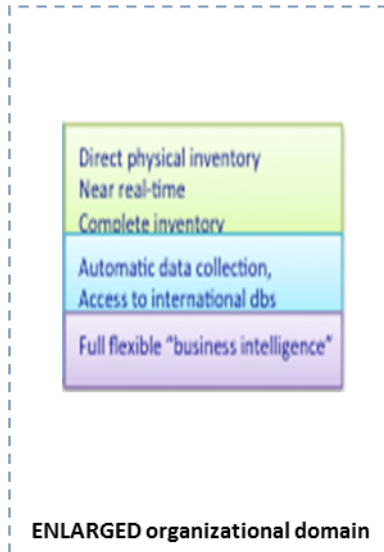 Direct physical inventory
Near real-time
Complete inventory
Automatic data collection,
Access to international dbs
Full flexible “business intelligence”
ENLARGED organizational domain